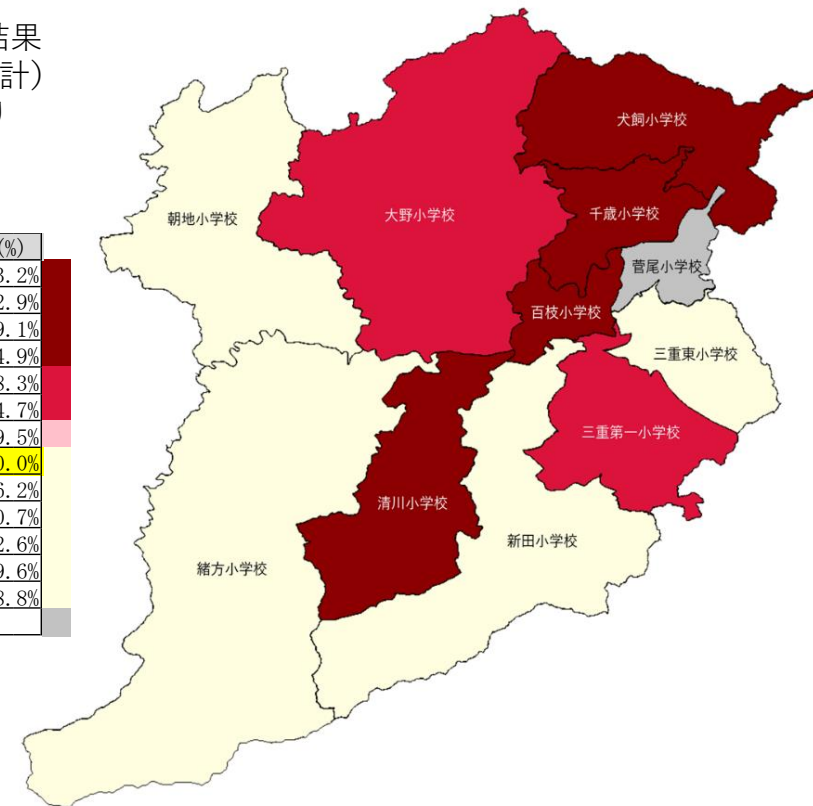 結果
計)
)
(%)
3.2%
2.9%
9.1%
4.9%
8.3%
4.7%
9.5%
0.0%
6.2%
0.7%
2.6%
9.6%
8.8%
犬飼小学校
朝地小学校
大野小学校
千歳小学校
菅尾小学校
百枝小学校
三重東小学校
三重第一小学校
清川小学校
新田小学校
緒方小学校